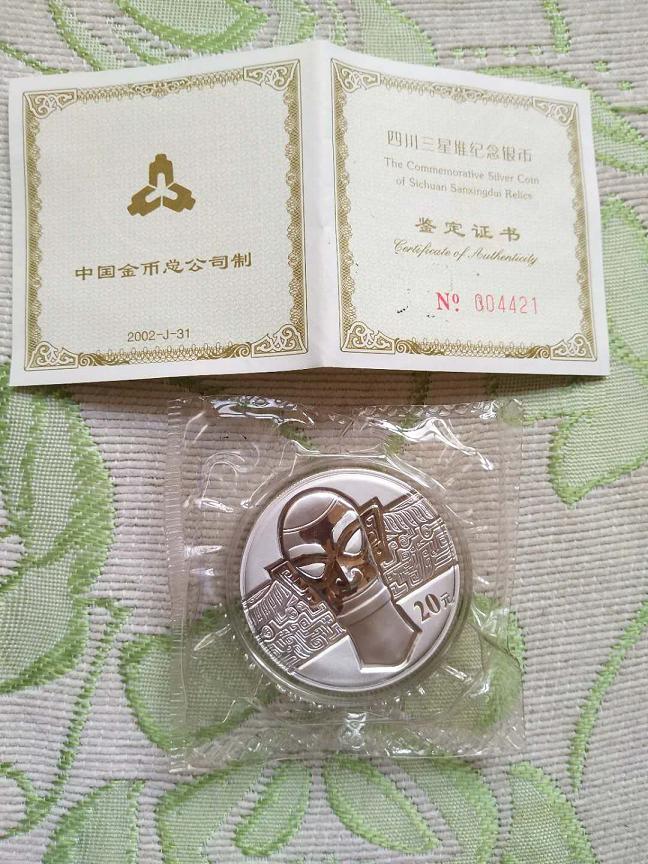 中国金币总公司制
2002-J-31
四川三星堆纪念银币
The Commemorative Silver Coin
of Sichuan Sanxingdui Relics
鉴定证书
Certificate of Authenticity
Nº 004421
20元